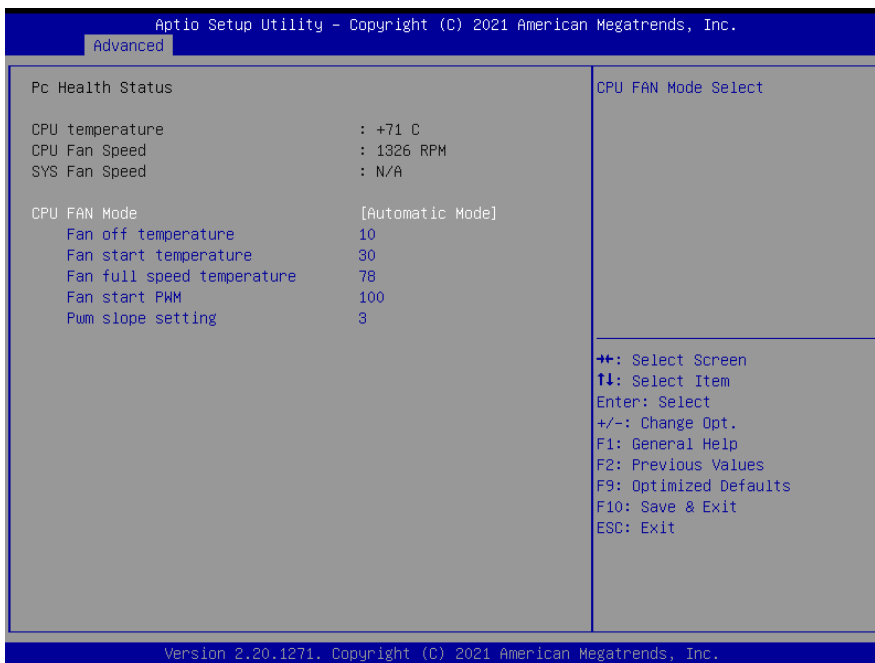 Aptio Setup Utility – Copyright (C) 2021 American Megatrends, Inc.
Advanced
Pc Health Status
CPU temperature : +71 C
CPU Fan Speed : 1326 RPM
SYS Fan Speed : N/A
CPU FAN Mode [Automatic Mode]
Fan off temperature 10
Fan start temperature 30
Fan full speed temperature 78
Fan start PWM 100
Pwm slope setting 3
CPU FAN Mode Select
→←: Select Screen
↑↓: Select Item
Enter: Select
+/-: Change Opt.
F1: General Help
F2: Previous Values
F9: Optimized Defaults
F10: Save & Exit
ESC: Exit
Version 2.20.1271. Copyright (C) 2021 American Megatrends, Inc.